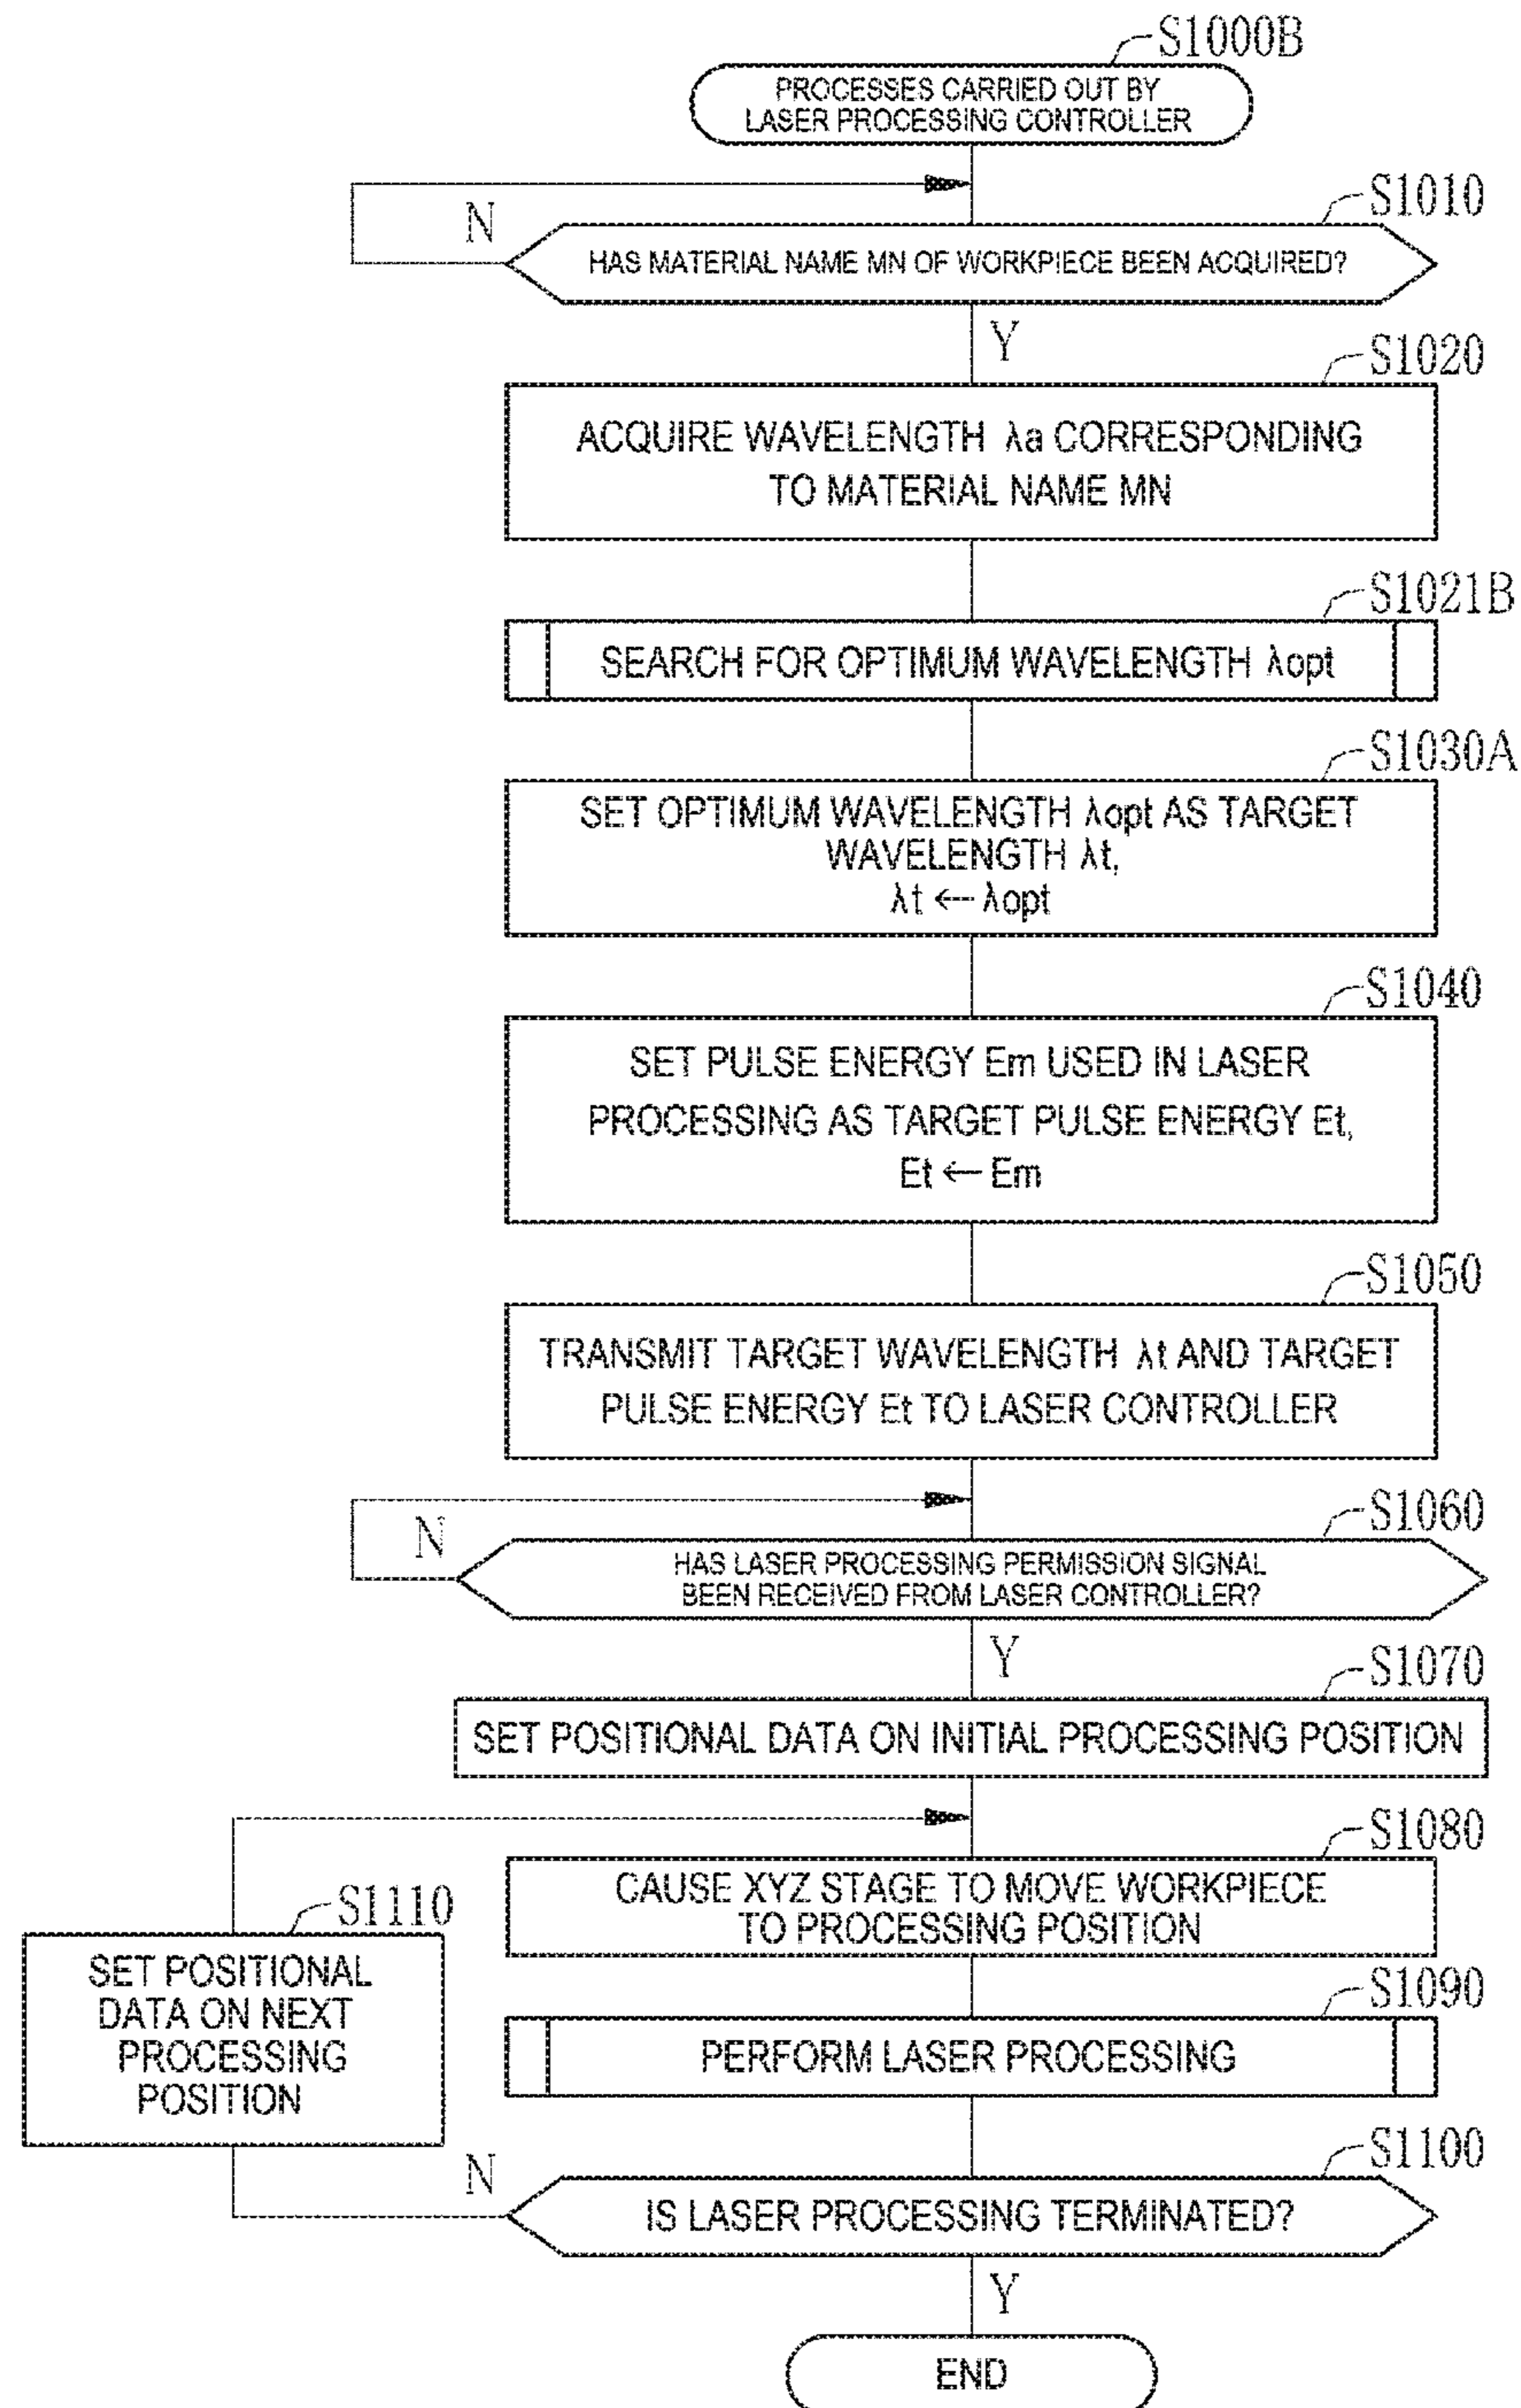 S1000B
PROCESSES CARRIED OUT BY
LASER PROCESSING CONTROLLER
S1010
N
HAS MATERIAL NAME MN OF WORKPIECE BEEN ACQUIRED?
Y
S1020
ACQUIRE WAVELENGTH λa CORRESPONDING
TO MATERIAL NAME MN
S1021B
SEARCH FOR OPTIMUM WAVELENGTH λopt
S1030A
SET OPTIMUM WAVELENGTH λopt AS TARGET
WAVELENGTH λt,
λt ← λopt
S1040
SET PULSE ENERGY Em USED IN LASER
PROCESSING AS TARGET PULSE ENERGY Et,
Et ← Em
S1050
TRANSMIT TARGET WAVELENGTH λt AND TARGET
PULSE ENERGY Et TO LASER CONTROLLER
S1060
N
HAS LASER PROCESSING PERMISSION SIGNAL
BEEN RECEIVED FROM LASER CONTROLLER?
Y
S1070
SET POSITIONAL DATA ON INITIAL PROCESSING POSITION
S1080
CAUSE XYZ STAGE TO MOVE WORKPIECE
TO PROCESSING POSITION
S1110
SET POSITIONAL
DATA ON NEXT
PROCESSING
POSITION
S1090
PERFORM LASER PROCESSING
S1100
N
IS LASER PROCESSING TERMINATED?
Y
END